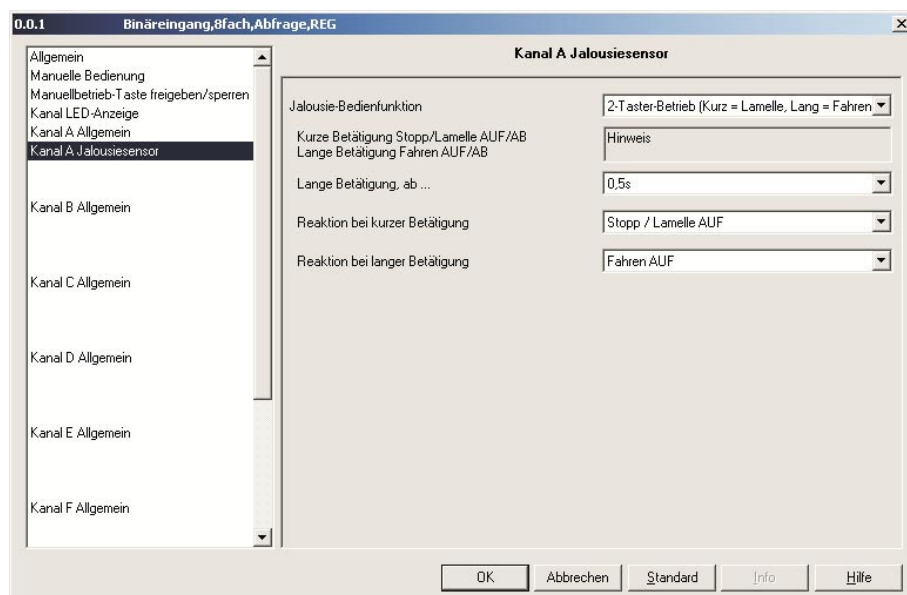 0.0.1 Binäreingang,8fach,Abfrage,REG
Allgemein
Manuelle Bedienung
Manuellbetrieb-Taste freigeben/sperren
Kanal LED-Anzeige
Kanal A Allgemein
Kanal A Jalousiesensor
Kanal B Allgemein
Kanal C Allgemein
Kanal D Allgemein
Kanal E Allgemein
Kanal F Allgemein
Kanal A Jalousiesensor
Jalousie-Bedienfunktion
2-Taster-Betrieb (Kurz = Lamelle, Lang = Fahren
Kurze Betätigung Stopp/Lamelle AUF/AB
Lange Betätigung Fahren AUF/AB
Hinweis
Lange Betätigung, ab ...
0,5s
Reaktion bei kurzer Betätigung
Stopp / Lamelle AUF
Reaktion bei langer Betätigung
Fahren AUF
OK
Abbrechen
Standard
Info
Hilfe